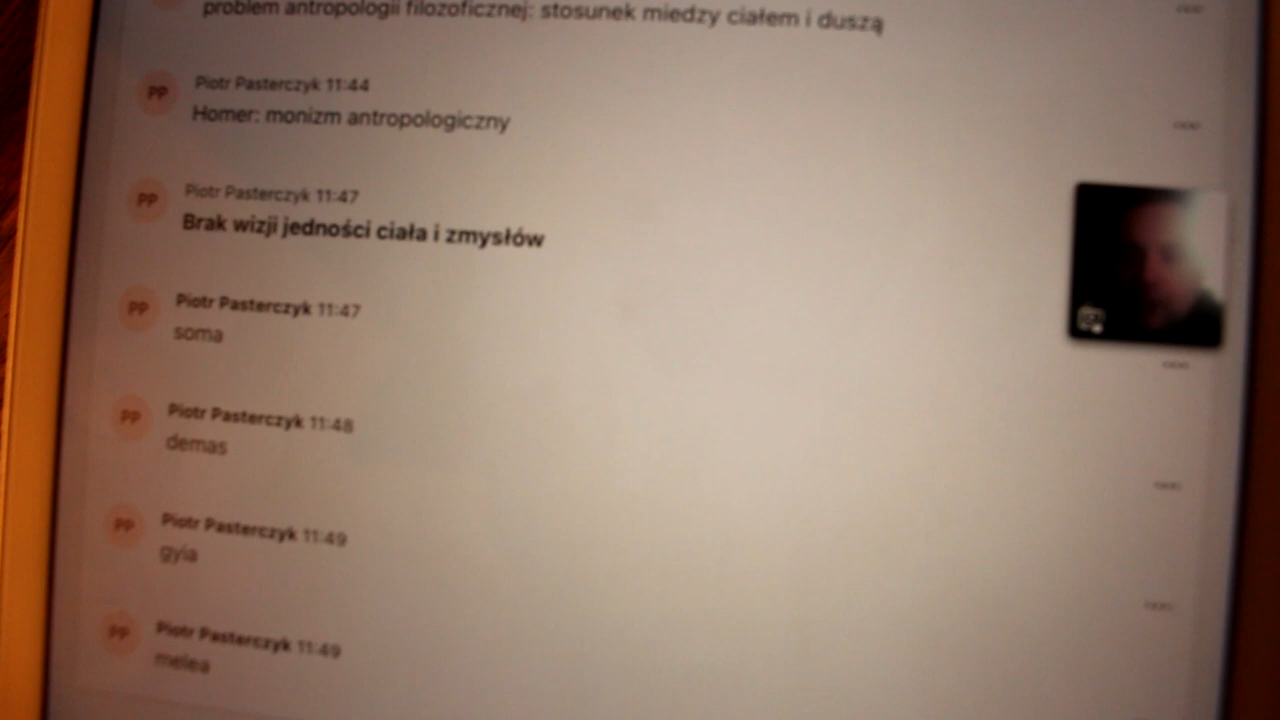 problem antropologii filozoficznej: stosunek miedzy ciałem i duszą
PP
Piotr Pasterczyk 11:44
Homer: monizm antropologiczny
PP
Piotr Pasterczyk 11:47
Brak wizji jedności ciała i zmysłów
PP
Piotr Pasterczyk 11:47
soma
PP
Piotr Pasterczyk 11:48
demas
PP
Piotr Pasterczyk 11:49
gyia
PP
Piotr Pasterczyk 11:49
melea